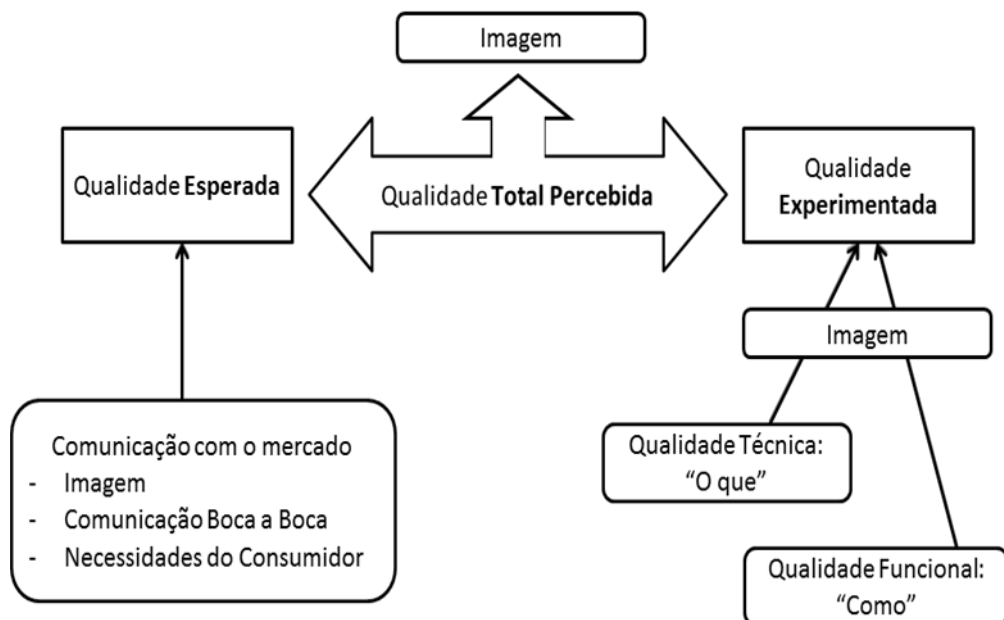 Imagem
Qualidade Esperada
Qualidade Total Percebida
Qualidade
Experimentada
Imagem
Comunicação com o mercado
- Imagem
- Comunicação Boca a Boca
- Necessidades do Consumidor
Qualidade Técnica:
“O que”
Qualidade Funcional:
“Como”